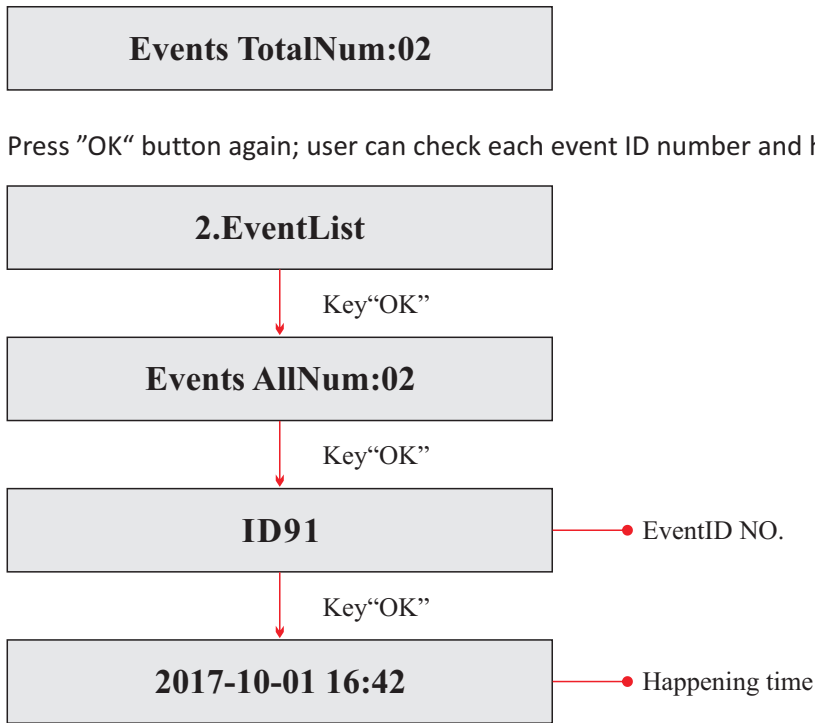 Events TotalNum:02
Press ”OK“ button again; user can check each event ID number and
2.EventList
Key“OK”
Events AllNum:02
Key“OK”
ID91
EventID NO.
Key“OK”
2017-10-01 16:42
Happening time